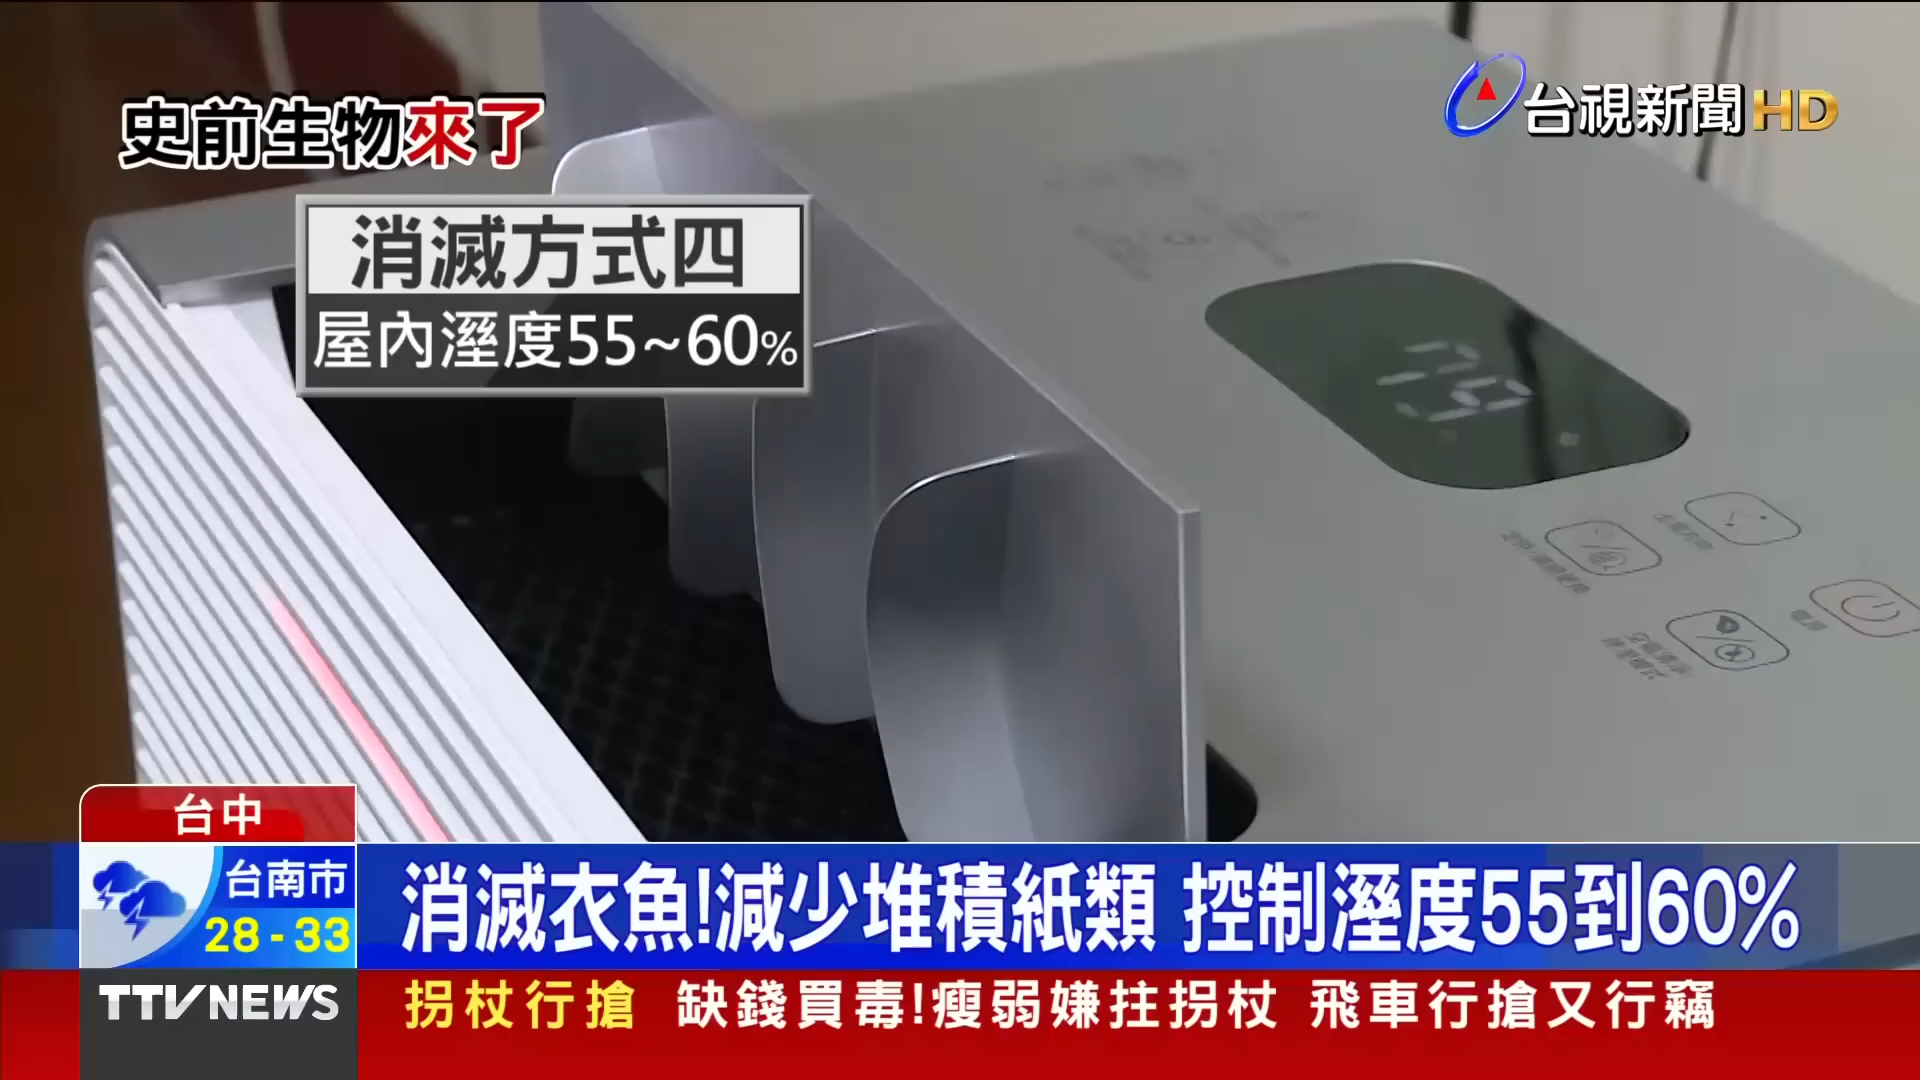 史前生物來了
台視新聞HD
消滅方式四
屋內溼度55~60%
79
電源
台中
台南市
28-33
消滅衣魚!減少堆積紙類 控制溼度55到60%
TTV NEWS
拐杖行搶 缺錢買毒!瘦弱嫌拄拐杖 飛車行搶又行竊